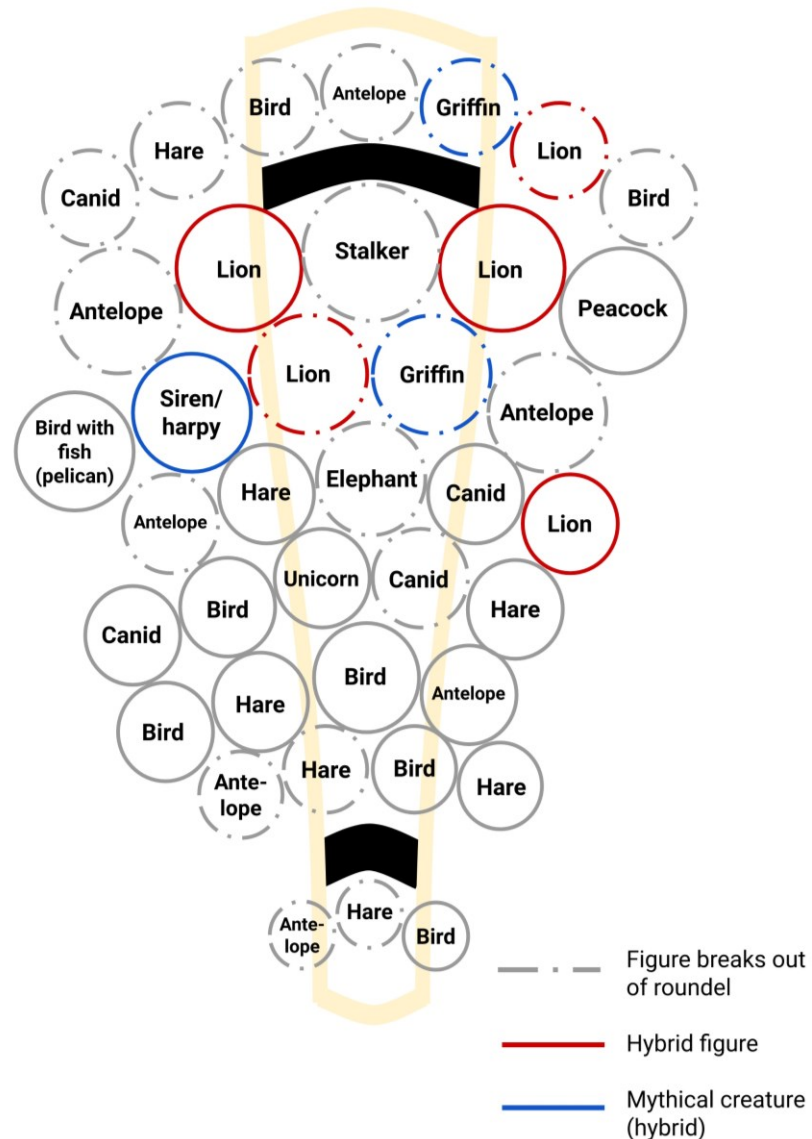 Bird
Antelope
Griffin
Hare
Lion
Canid
Bird
Lion
Stalker
Lion
Antelope
Peacock
Lion
Griffin
Siren/
harpy
Antelope
Bird with
fish
(pelican)
Hare
Elephant
Canid
Antelope
Lion
Unicorn
Canid
Bird
Hare
Canid
Bird
Hare
Antelope
Bird
Hare
Bird
Ante-
lope
Hare
Hare
Ante-
lope
Bird
Figure breaks out
of roundel
Hybrid figure
Mythical creature
(hybrid)